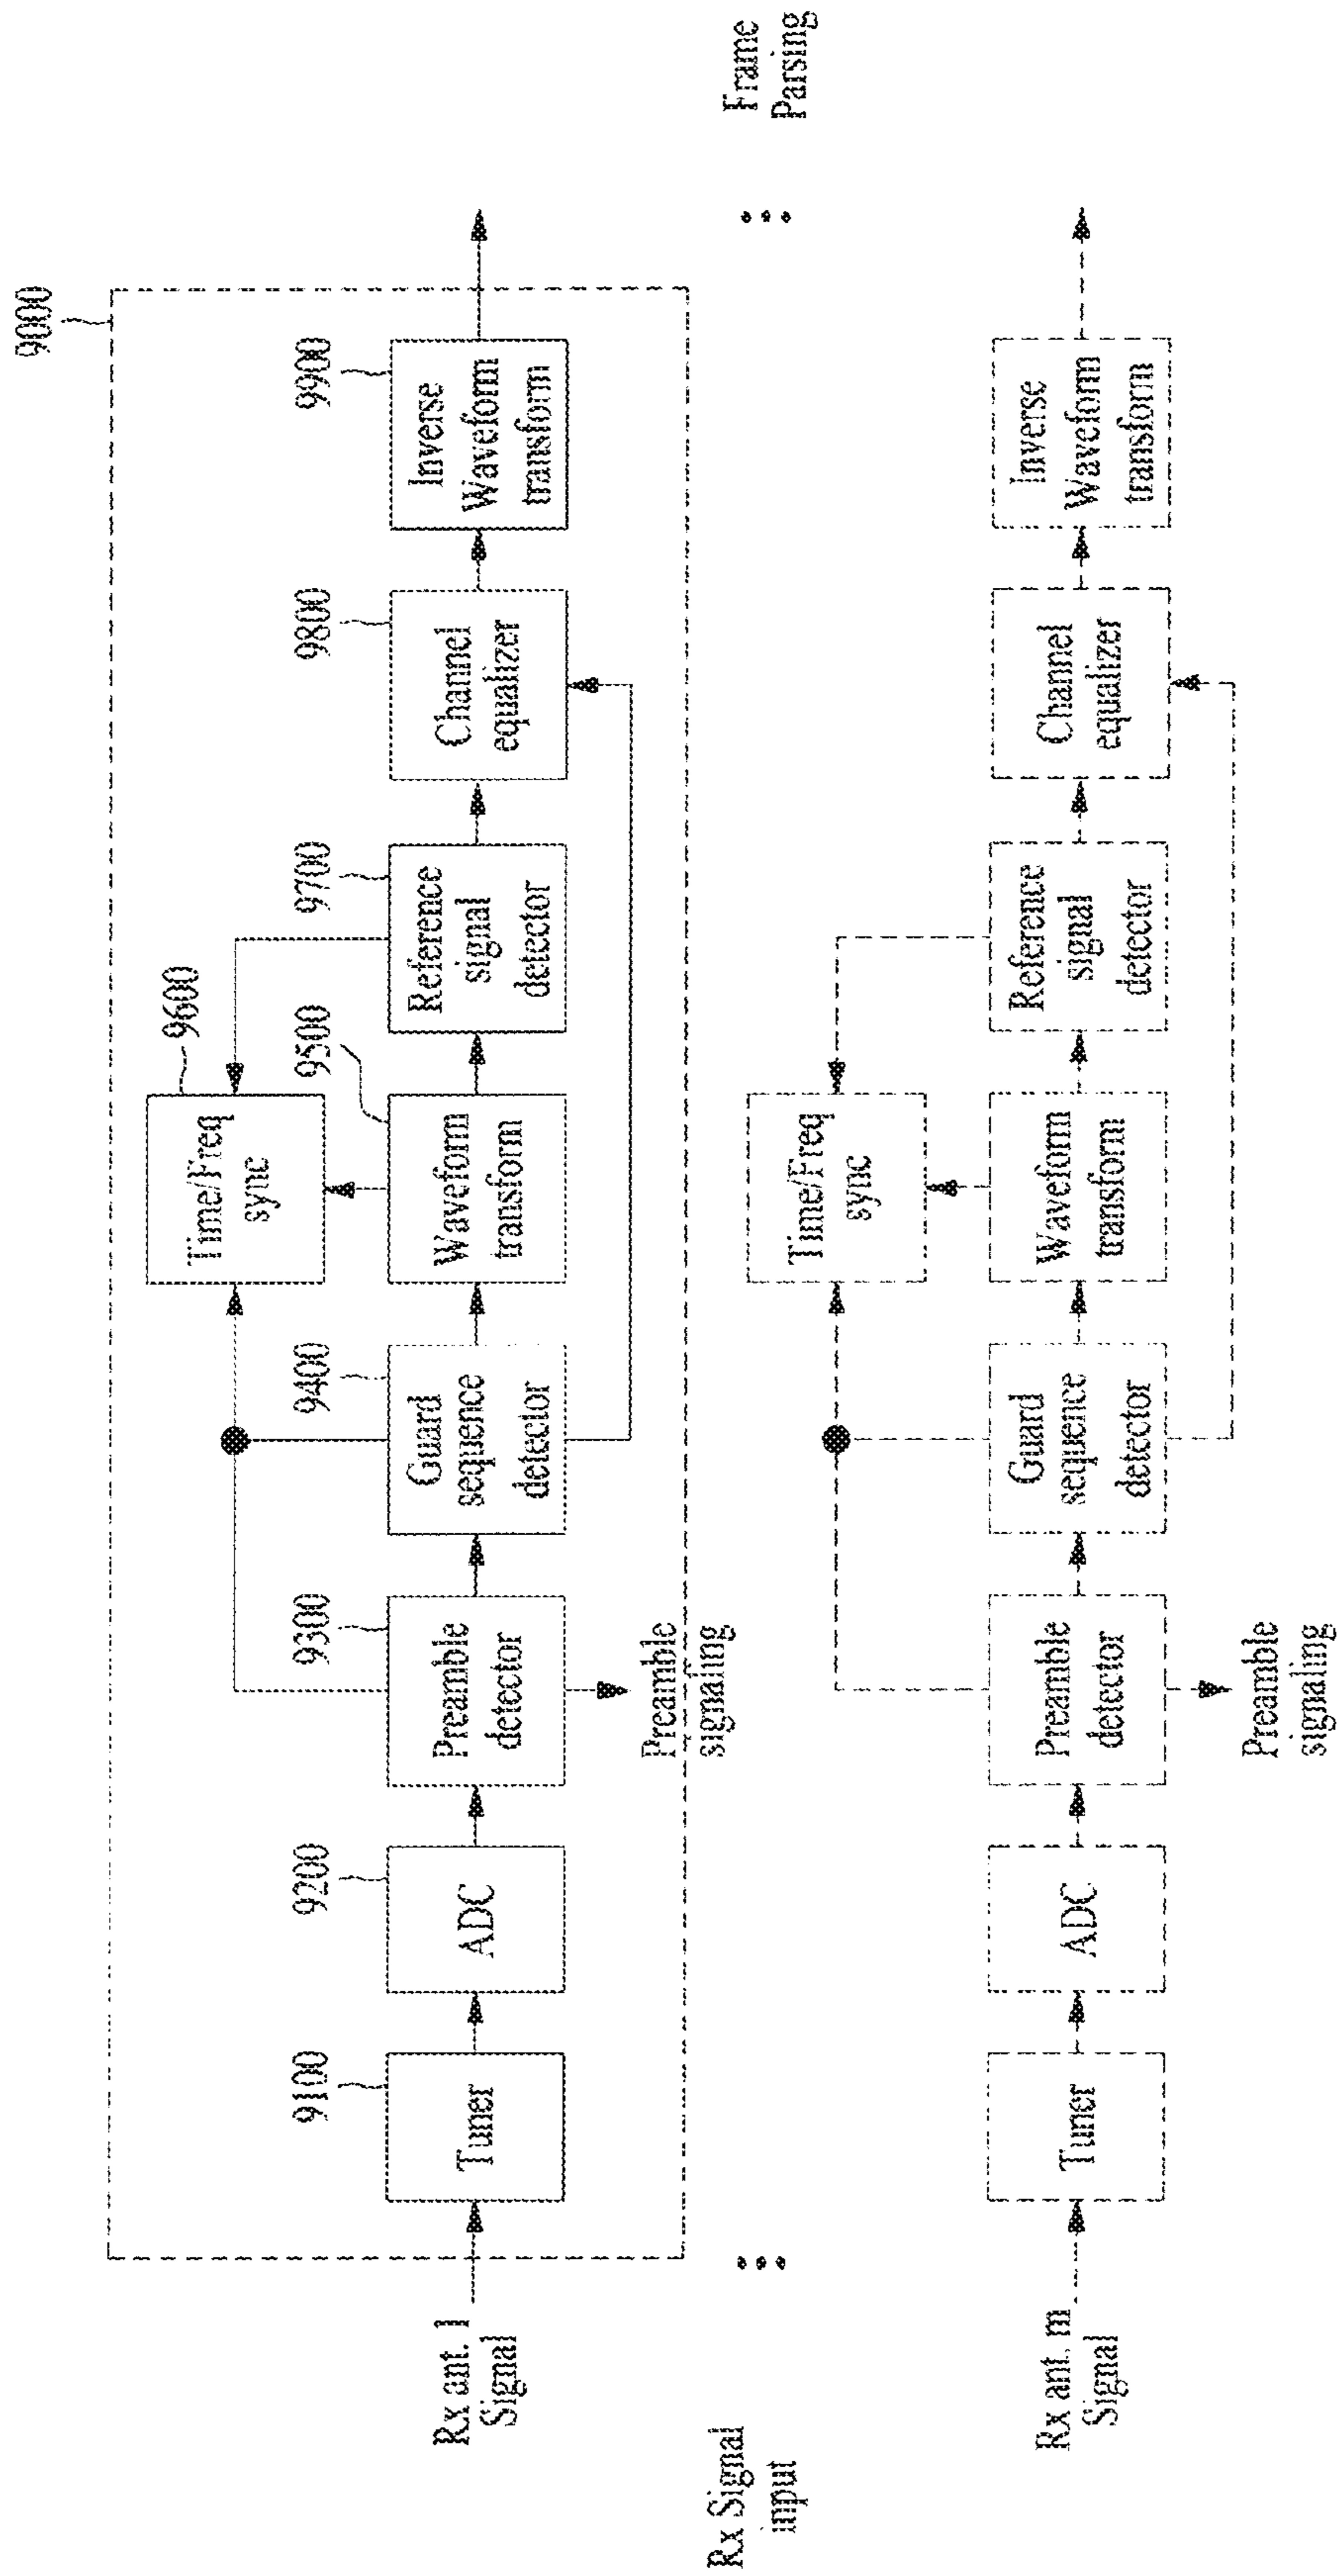 9000
Rx Signal
input
Rx ant. 1
Signal
9100
Tuner
9200
ADC
9300
Preamble
detector
Preamble
signaling
9400
Guard
sequence
detector
9500
Waveform
transform
9600
Time/Freq
sync
9700
Reference
signal
detector
9800
Channel
equalizer
9900
Inverse
Waveform
transform
Frame
Parsing
Rx ant. m
Signal
Tuner
ADC
Preamble
detector
Preamble
signaling
Guard
sequence
detector
Waveform
transform
Time/Freq
sync
Reference
signal
detector
Channel
equalizer
Inverse
Waveform
transform